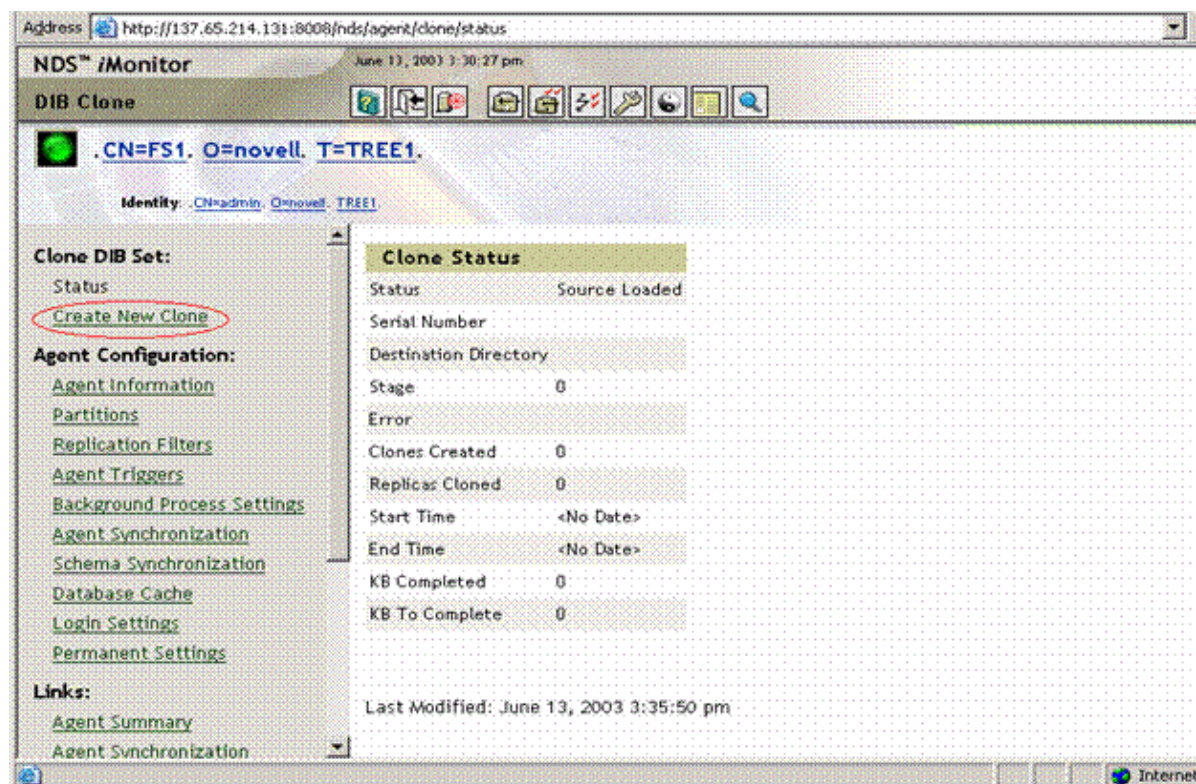 Address http://137.65.214.131:8008/nds/agent/clone/status
NDS™ iMonitor
June 13, 2003 3:30:27 pm
DIB Clone
.CN=FS1. O=novell. T=TREE1.
Identity: .CN=admin. O=novell. TREE1.
Clone DIB Set:
Status
Create New Clone
Agent Configuration:
Agent Information
Partitions
Replication Filters
Agent Triggers
Background Process Settings
Agent Synchronization
Schema Synchronization
Database Cache
Login Settings
Permanent Settings
Links:
Agent Summary
Agent Synchronization
Clone Status
Status Source Loaded
Serial Number
Destination Directory
Stage 0
Error
Clones Created 0
Replicas Cloned 0
Start Time <No Date>
End Time <No Date>
KB Completed 0
KB To Complete 0
Last Modified: June 13, 2003 3:35:50 pm
Internet